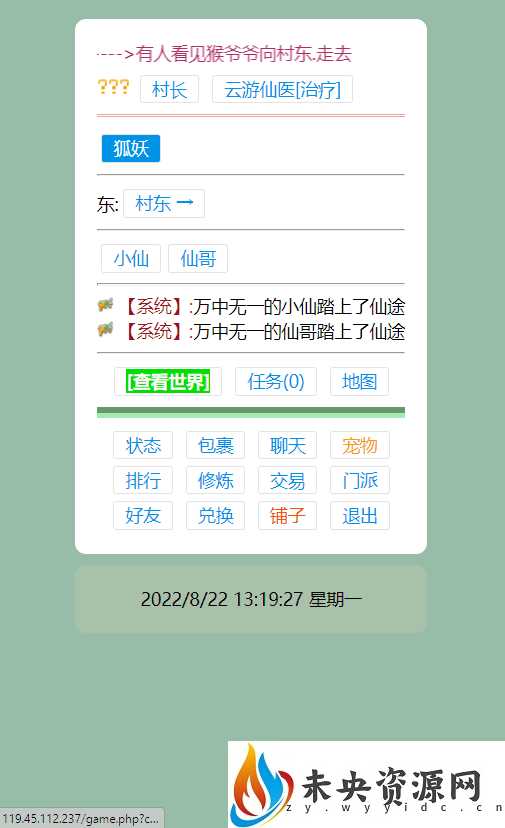 --->有人看见猴爷爷向村东.走去
??? 村长 云游仙医[治疗]
狐妖
东: 村东 →
小仙 仙哥
【系统】:万中无一的小仙踏上了仙途
【系统】:万中无一的仙哥踏上了仙途
[查看世界] 任务(0) 地图
状态 包裹 聊天 宠物
排行 修炼 交易 门派
好友 兑换 铺子 退出
2022/8/22 13:19:27 星期一
未央资源网
zy.wyyidc.cn
119.45.112.237/game.php?c...